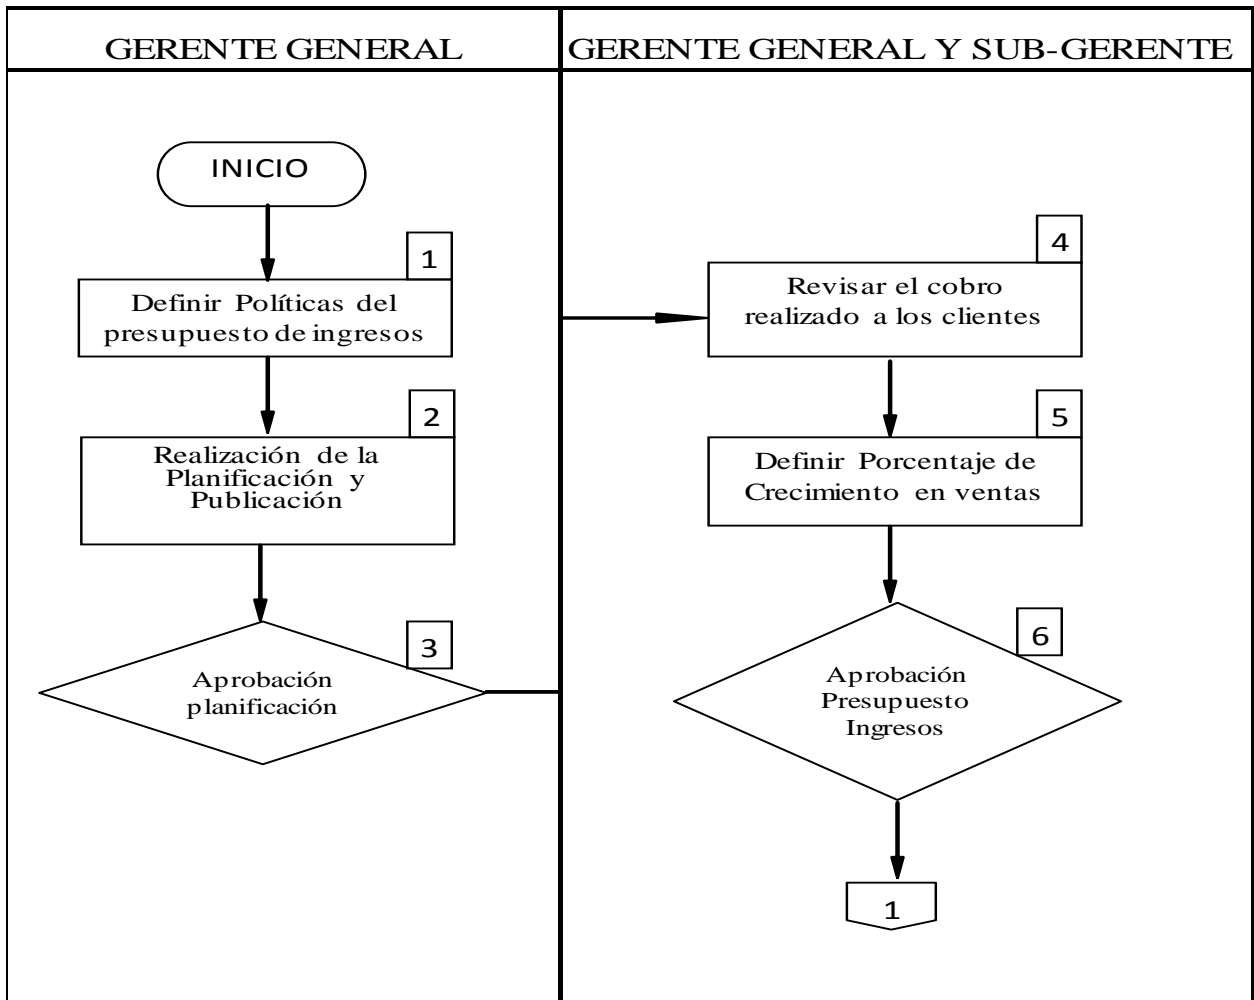 GERENTE GENERAL
GERENTE GENERAL Y SUB-GERENTE
INICIO
1
Definir Políticas del
presupuesto de ingresos
2
Realización de la
Planificación y
Publicación
3
Aprobación
planificación
4
Revisar el cobro
realizado a los clientes
5
Definir Porcentaje de
Crecimiento en ventas
6
Aprobación
Presupuesto
Ingresos
1